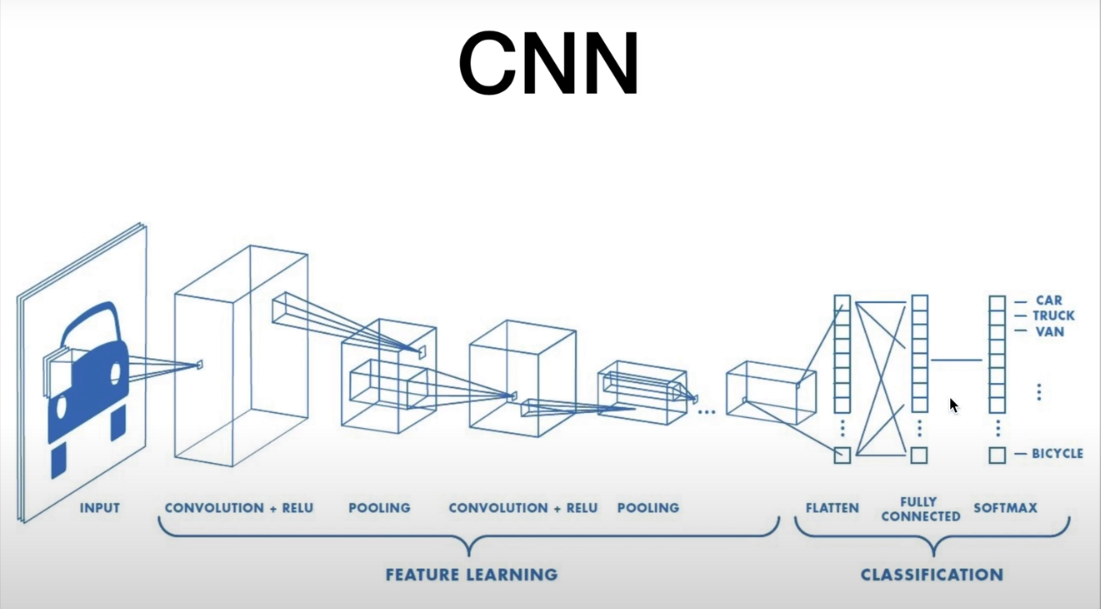 CNN
CAR
TRUCK
VAN
BICYCLE
INPUT
CONVOLUTION + RELU
POOLING
CONVOLUTION + RELU
POOLING
FLATTEN
FULLY
CONNECTED
SOFTMAX
FEATURE LEARNING
CLASSIFICATION